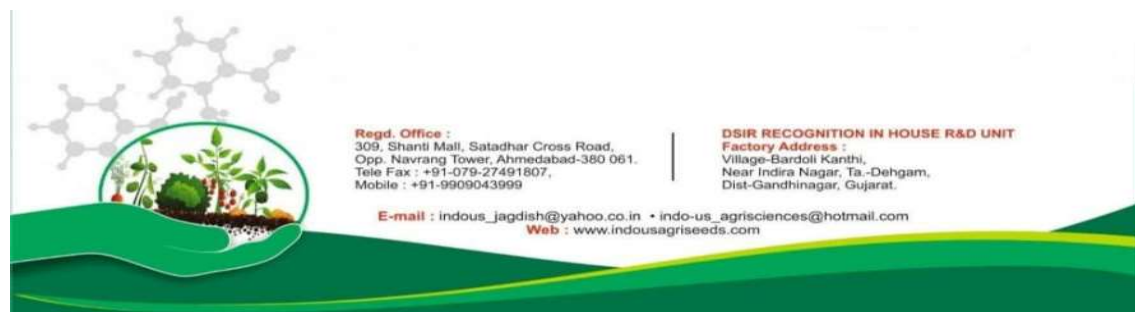 Regd. Office :
309, Shanti Mall, Satadhar Cross Road,
Opp. Navrang Tower, Ahmedabad-380 061.
Tele Fax : +91-079-27491807,
Mobile : +91-9909043999
DSIR RECOGNITION IN HOUSE R&D UNIT
Factory Address :
Village-Bardoli Kanthi,
Near Indira Nagar, Ta.-Dehgam,
Dist-Gandhinagar, Gujarat.
E-mail : indous_jagdish@yahoo.co.in • indo-us_agrisciences@hotmail.com
Web : www.indousagriseeds.com